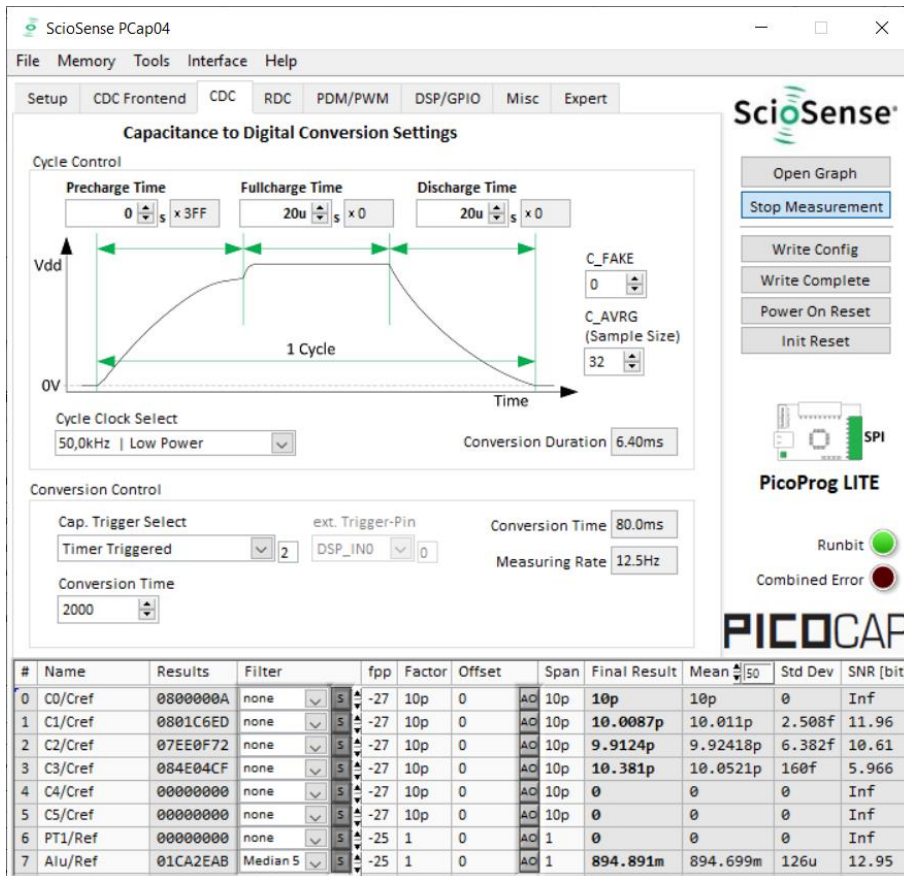 ScioSense PCap04
File Memory Tools Interface Help
Setup CDC Frontend CDC RDC PDM/PWM DSP/GPIO Misc Expert
ScioSense®
Capacitance to Digital Conversion Settings
Cycle Control
Precharge Time Fullcharge Time Discharge Time
0 s x 3FF 20u s x 0 20u s x 0
Vdd
0V
1 Cycle
Time
C_FAKE
0
C_AVRG
(Sample Size)
32
Cycle Clock Select
50,0kHz | Low Power
Conversion Duration 6.40ms
Conversion Control
Cap. Trigger Select ext. Trigger-Pin
Timer Triggered 2 DSP_IN0 0
Conversion Time 80.0ms
Measuring Rate 12.5Hz
Conversion Time
2000
Open Graph
Stop Measurement
Write Config
Write Complete
Power On Reset
Init Reset
SPI
PicoProg LITE
Runbit
Combined Error
PICOCAP
# Name Results Filter fpp Factor Offset Span Final Result Mean 50 Std Dev SNR [bit
0 C0/Cref 0800000A none S -27 10p 0 AO 10p 10p 10p 0 Inf
1 C1/Cref 0801C6ED none S -27 10p 0 AO 10p 10.0087p 10.011p 2.508f 11.96
2 C2/Cref 07EE0F72 none S -27 10p 0 AO 10p 9.9124p 9.92418p 6.382f 10.61
3 C3/Cref 084E04CF none S -27 10p 0 AO 10p 10.381p 10.0521p 160f 5.966
4 C4/Cref 00000000 none S -27 10p 0 AO 10p 0 0 0 Inf
5 C5/Cref 00000000 none S -27 10p 0 AO 10p 0 0 0 Inf
6 PT1/Ref 00000000 none S -25 1 0 AO 1 0 0 0 Inf
7 Alu/Ref 01CA2EAB Median 5 S -25 1 0 AO 1 894.891m 894.699m 126u 12.95